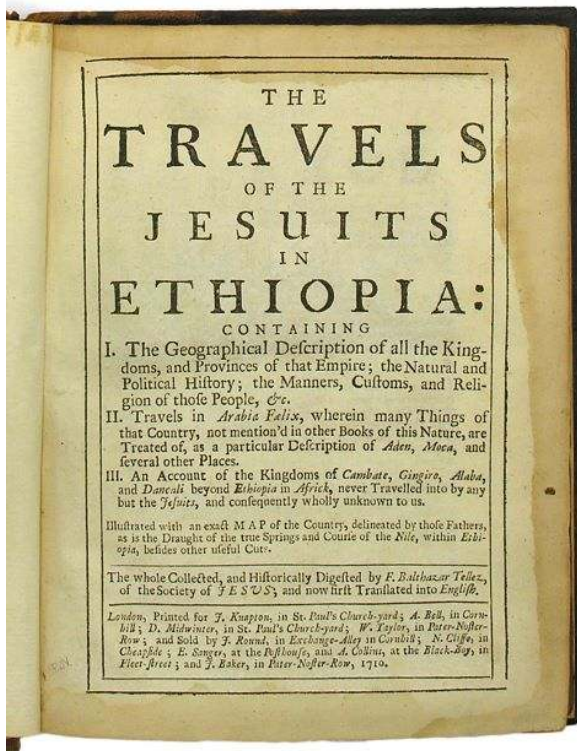 THE
TRAVELS
OF THE
JESUITS
IN
ETHIOPIA:
CONTAINING
I. The Geographical Deſcription of all the King-
doms, and Provinces of that Empire; the Natural and
Political Hiſtory; the Manners, Cuſtoms, and Reli-
gion of thoſe People, &c.
II. Travels in Arabia Fælix, wherein many Things of
that Country, not mention'd in other Books of this Nature, are
Treated of, as a particular Deſcription of Aden, Moca, and
ſeveral other Places.
III. An Account of the Kingdoms of Cambate, Gingiro, Alaba,
and Dancali beyond Ethiopia in Africk, never Travelled into by any
but the Jeſuits, and conſequently wholly unknown to us.
Illuſtrated with an exact MAP of the Country, delineated by thoſe Fathers,
as is the Draught of the true Springs and Courſe of the Nile, within Ethi-
opia, beſides other uſeful Cuts.
The whole Collected, and Hiſtorically Digeſted by F. Balthazar Tellez,
of the Society of JESUS; and now firſt Tranſlated into Engliſh.
London, Printed for J. Knapton, in St. Paul's Church-yard; A. Bell, in Corn-
hill; D. Midwinter, in St. Paul's Church-yard; W. Taylor, in Pater-Noſter-
Row; and Sold by J. Round, in Exchange-Alley in Cornhill; N. Cliffe, in
Cheapſide; E. Sanger, at the Poſthouſe, and A. Collins, at the Black-Boy, in
Fleet-ſtreet; and J. Baker, in Pater-Noſter-Row, 1710.